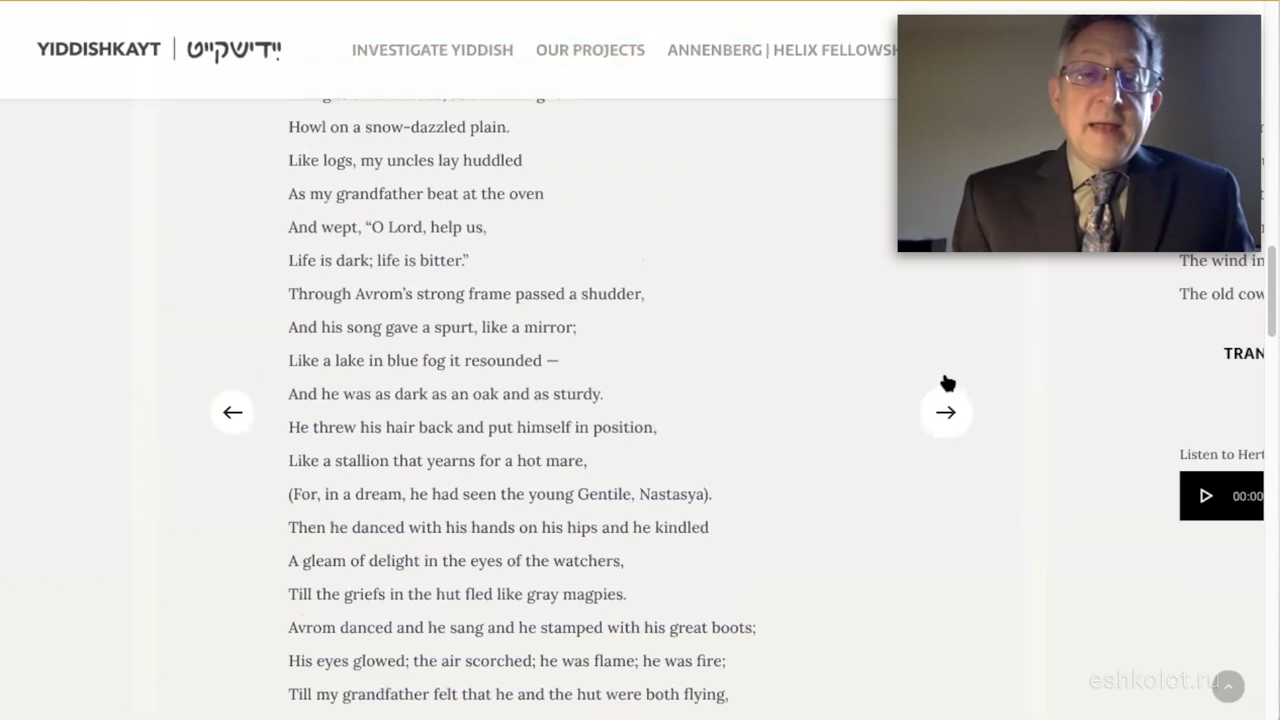 YIDDISHKAYT | ייִדישקייט
INVESTIGATE YIDDISH OUR PROJECTS ANNENBERG | HELIX FELLOWSH
Howl on a snow-dazzled plain.
Like logs, my uncles lay huddled
As my grandfather beat at the oven
And wept, “O Lord, help us,
Life is dark; life is bitter.”
Through Avrom’s strong frame passed a shudder,
And his song gave a spurt, like a mirror;
Like a lake in blue fog it resounded —
And he was as dark as an oak and as sturdy.
He threw his hair back and put himself in position,
Like a stallion that yearns for a hot mare,
(For, in a dream, he had seen the young Gentile, Nastasya).
Then he danced with his hands on his hips and he kindled
A gleam of delight in the eyes of the watchers,
Till the griefs in the hut fled like gray magpies.
Avrom danced and he sang and he stamped with his great boots;
His eyes glowed; the air scorched; he was flame; he was fire;
Till my grandfather felt that he and the hut were both flying,
The wind in
The old cow
TRAN
Listen to Hert
00:00
eshkolot.ru